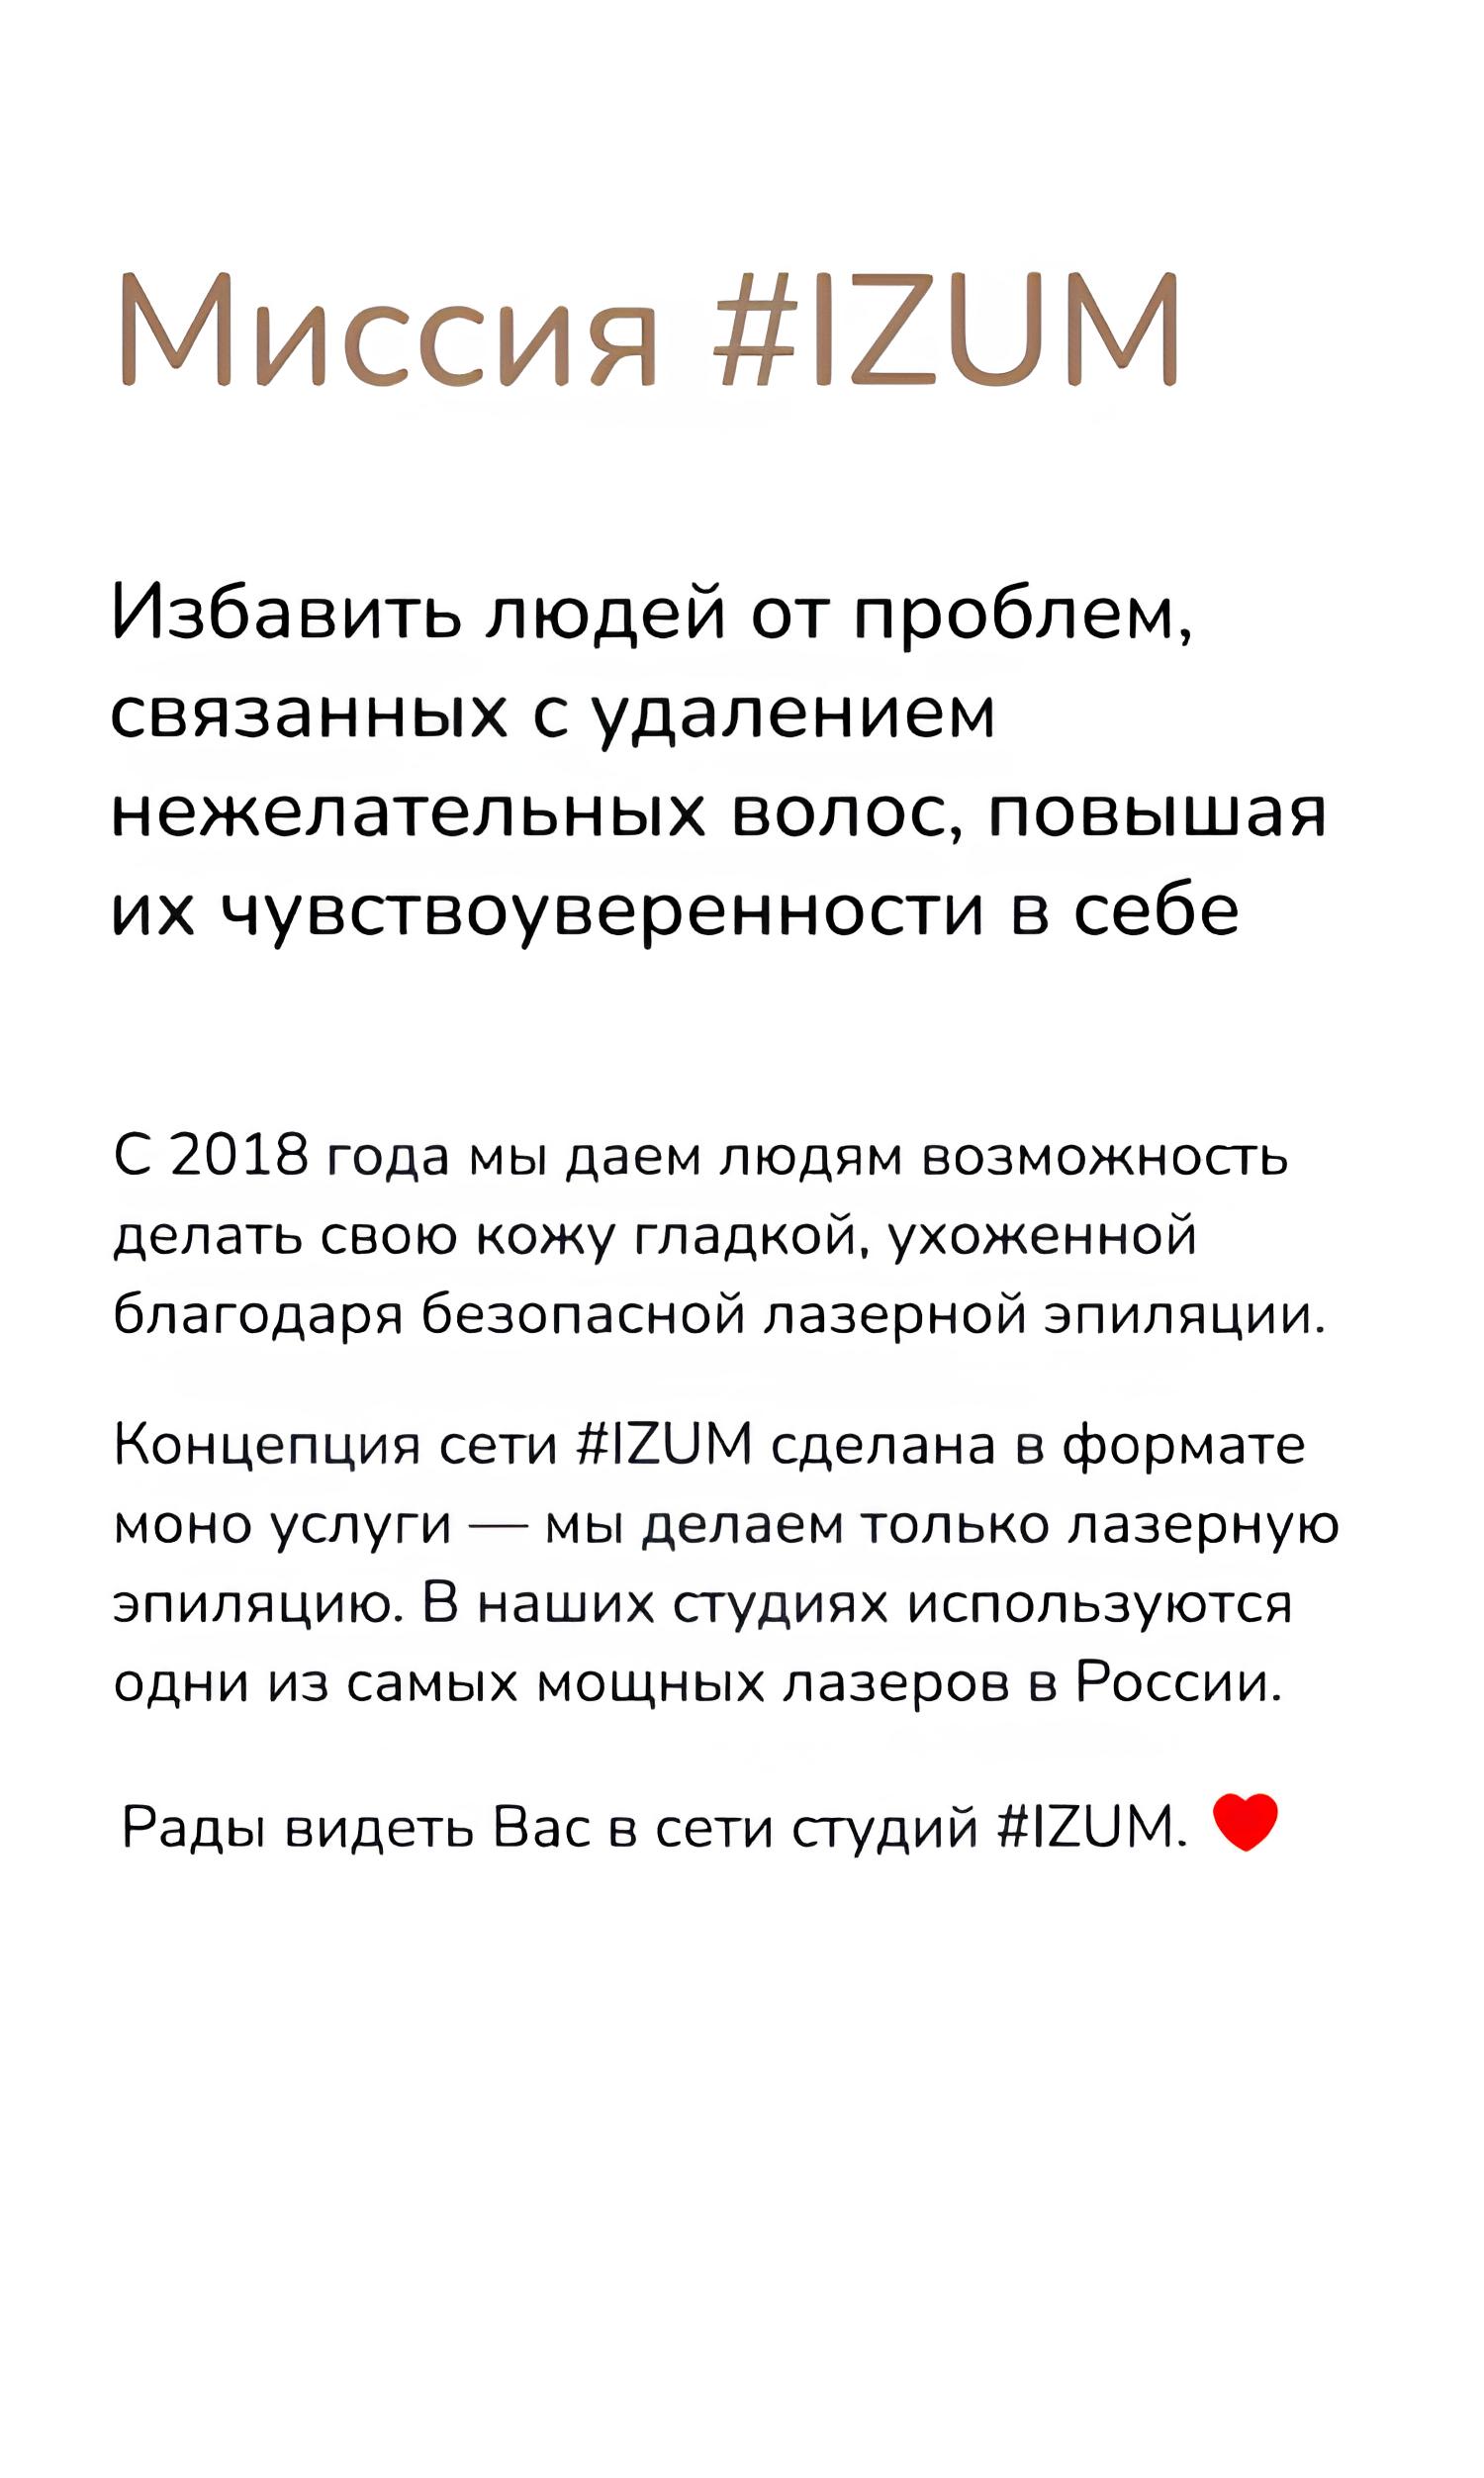 Миссия #IZUM
Избавить людей от проблем,
связанных с удалением
нежелательных волос, повышая
их чувствоуверенности в себе
С 2018 года мы даем людям возможность
делать свою кожу гладкой, ухоженной
благодаря безопасной лазерной эпиляции.
Концепция сети #IZUM сделана в формате
моно услуги — мы делаем только лазерную
эпиляцию. В наших студиях используются
одни из самых мощных лазеров в России.
Рады видеть Вас в сети студий #IZUM. ❤